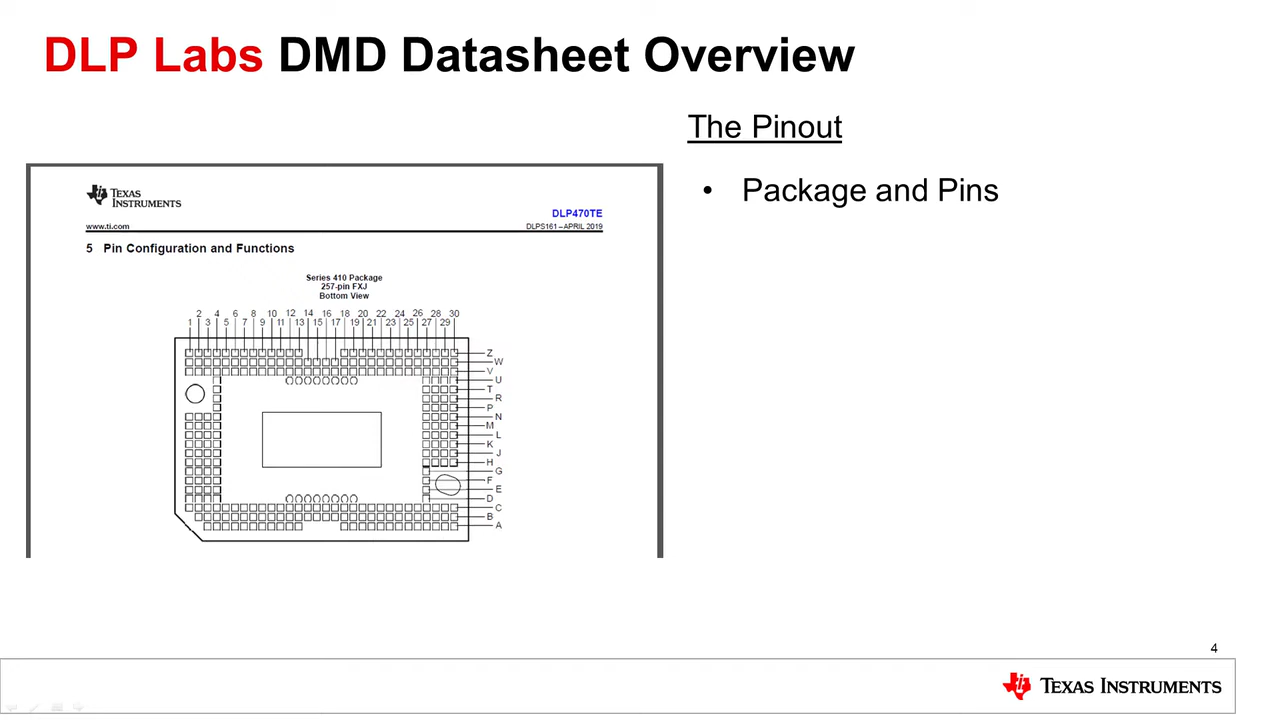 DLP Labs DMD Datasheet Overview
The Pinout
• Package and Pins
TEXAS
INSTRUMENTS
DLP470TE
www.ti.com
DLPS161 – APRIL 2019
5 Pin Configuration and Functions
Series 410 Package
257-pin FXJ
Bottom View
2 4 6 8 10 12 14 16 18 20 22 24 26 28 30
1 3 5 7 9 11 13 15 17 19 21 23 25 27 29
Z
W
V
U
T
R
P
N
M
L
K
J
H
G
F
E
D
C
B
A
4
TEXAS INSTRUMENTS